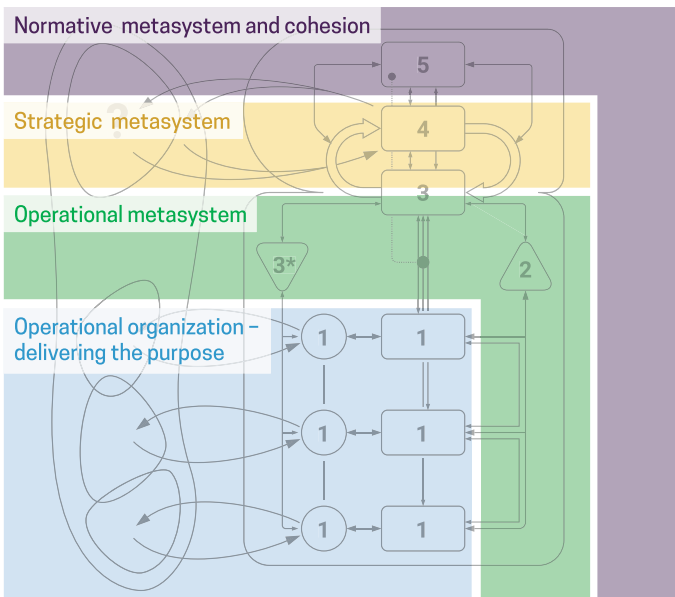 Normative metasystem and cohesion
5
?
Strategic metasystem
4
3
Operational metasystem
3*
2
Operational organization –
delivering the purpose
1
1
1
1
1
1